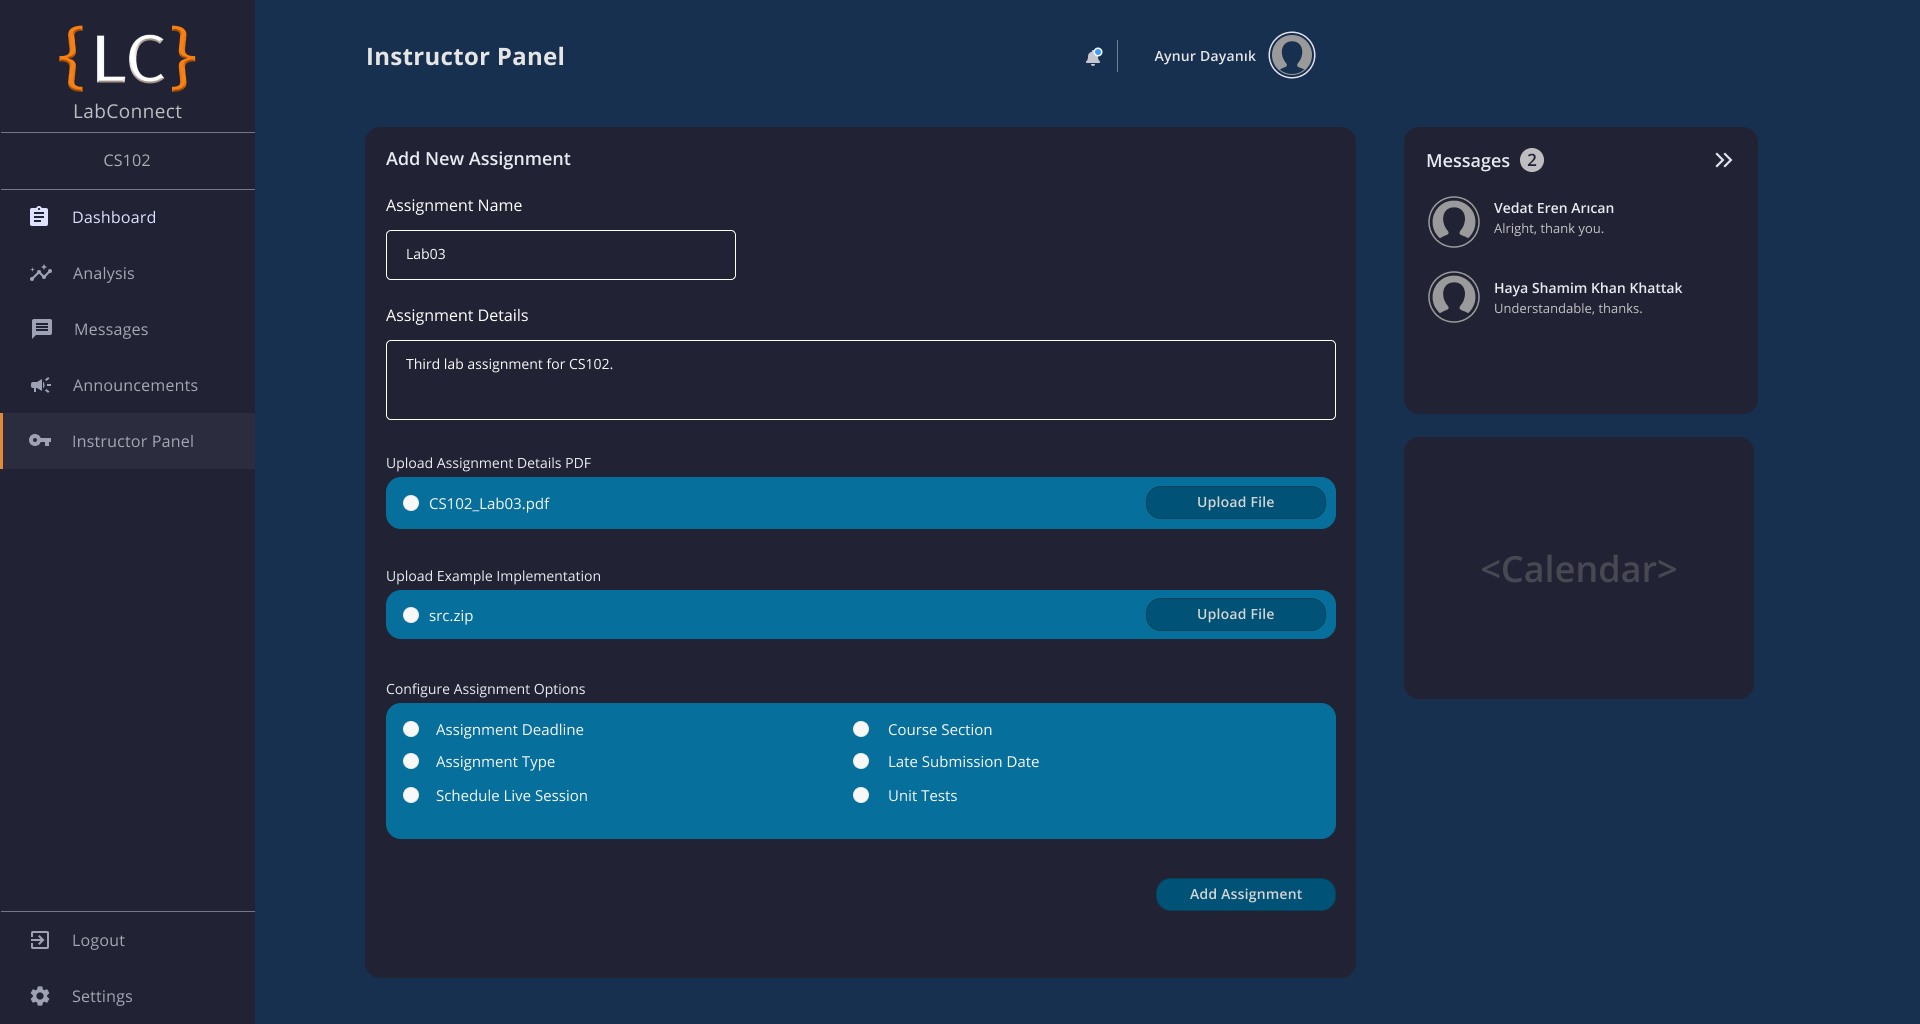 {LC}
LabConnect
CS102
Dashboard
Analysis
Messages
Announcements
Instructor Panel
Logout
Settings
Instructor Panel
Aynur Dayanık
Add New Assignment
Assignment Name
Lab03
Assignment Details
Third lab assignment for CS102.
Upload Assignment Details PDF
CS102_Lab03.pdf
Upload File
Upload Example Implementation
src.zip
Upload File
Configure Assignment Options
Assignment Deadline
Course Section
Assignment Type
Late Submission Date
Schedule Live Session
Unit Tests
Add Assignment
Messages 2
Vedat Eren Arıcan
Alright, thank you.
Haya Shamim Khan Khattak
Understandable, thanks.
<Calendar>